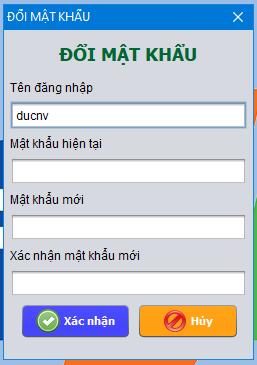 ĐỔI MẬT KHẨU
ĐỔI MẬT KHẨU
Tên đăng nhập
ducnv
Mật khẩu hiện tại
Mật khẩu mới
Xác nhận mật khẩu mới
Xác nhận
Hủy